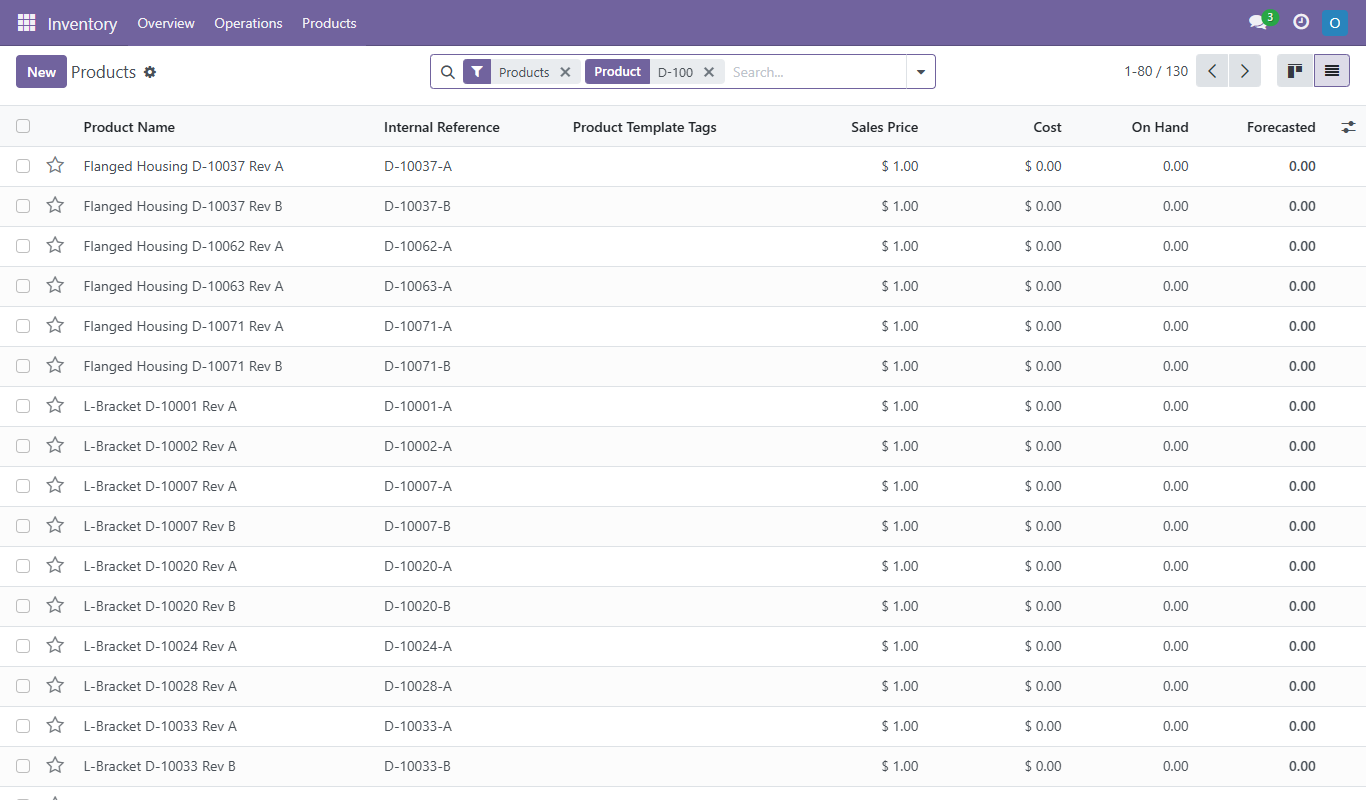 Inventory Overview Operations Products 3 O
New Products Products D-100 Search... 1-80 / 130
Product Name Internal Reference Product Template Tags Sales Price Cost On Hand Forecasted
Flanged Housing D-10037 Rev A D-10037-A $ 1.00 $ 0.00 0.00 0.00
Flanged Housing D-10037 Rev B D-10037-B $ 1.00 $ 0.00 0.00 0.00
Flanged Housing D-10062 Rev A D-10062-A $ 1.00 $ 0.00 0.00 0.00
Flanged Housing D-10063 Rev A D-10063-A $ 1.00 $ 0.00 0.00 0.00
Flanged Housing D-10071 Rev A D-10071-A $ 1.00 $ 0.00 0.00 0.00
Flanged Housing D-10071 Rev B D-10071-B $ 1.00 $ 0.00 0.00 0.00
L-Bracket D-10001 Rev A D-10001-A $ 1.00 $ 0.00 0.00 0.00
L-Bracket D-10002 Rev A D-10002-A $ 1.00 $ 0.00 0.00 0.00
L-Bracket D-10007 Rev A D-10007-A $ 1.00 $ 0.00 0.00 0.00
L-Bracket D-10007 Rev B D-10007-B $ 1.00 $ 0.00 0.00 0.00
L-Bracket D-10020 Rev A D-10020-A $ 1.00 $ 0.00 0.00 0.00
L-Bracket D-10020 Rev B D-10020-B $ 1.00 $ 0.00 0.00 0.00
L-Bracket D-10024 Rev A D-10024-A $ 1.00 $ 0.00 0.00 0.00
L-Bracket D-10028 Rev A D-10028-A $ 1.00 $ 0.00 0.00 0.00
L-Bracket D-10033 Rev A D-10033-A $ 1.00 $ 0.00 0.00 0.00
L-Bracket D-10033 Rev B D-10033-B $ 1.00 $ 0.00 0.00 0.00